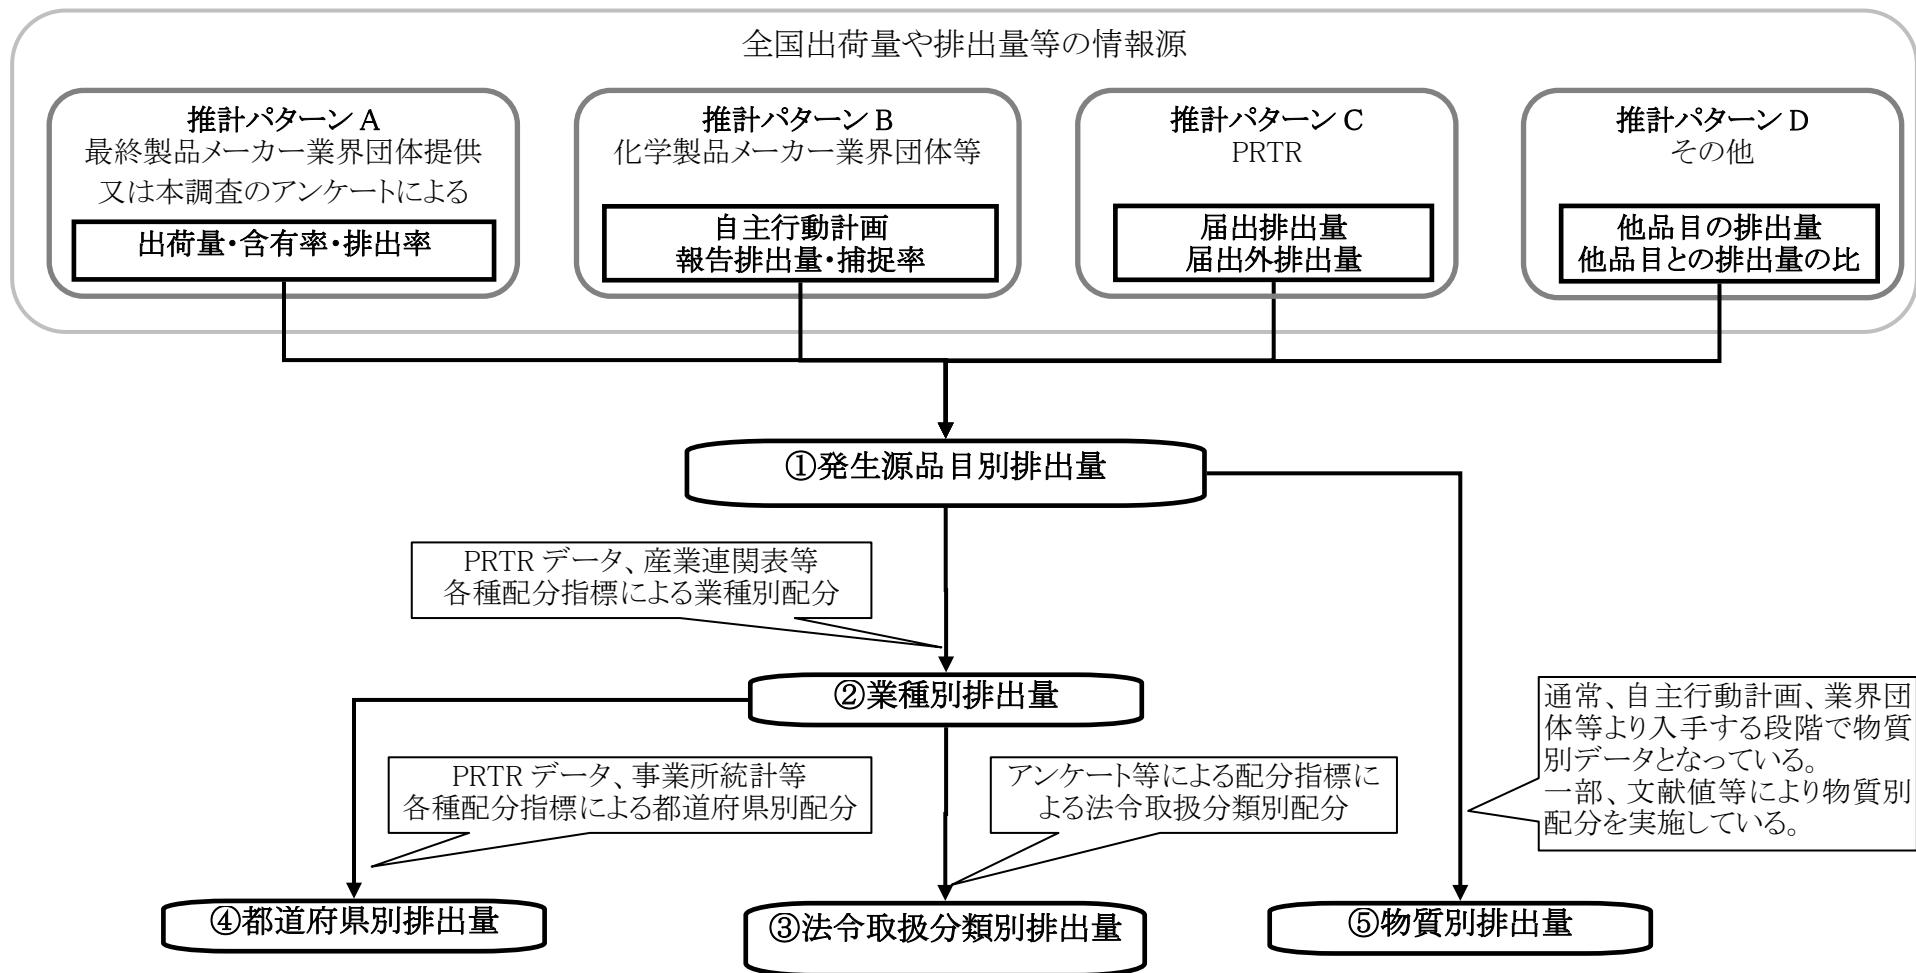 全国出荷量や排出量等の情報源
推計パターン A
最終製品メーカー業界団体提供
又は本調査のアンケートによる
出荷量・含有率・排出率
推計パターン B
化学製品メーカー業界団体等
自主行動計画
報告排出量・捕捉率
推計パターン C
PRTR
届出排出量
届出外排出量
推計パターン D
その他
他品目の排出量
他品目との排出量の比
①発生源品目別排出量
PRTR データ、産業連関表等
各種配分指標による業種別配分
②業種別排出量
通常、自主行動計画、業界団
体等より入手する段階で物質
別データとなっている。
一部、文献値等により物質別
配分を実施している。
PRTR データ、事業所統計等
各種配分指標による都道府県別配分
アンケート等による配分指標に
よる法令取扱分類別配分
④都道府県別排出量
③法令取扱分類別排出量
⑤物質別排出量